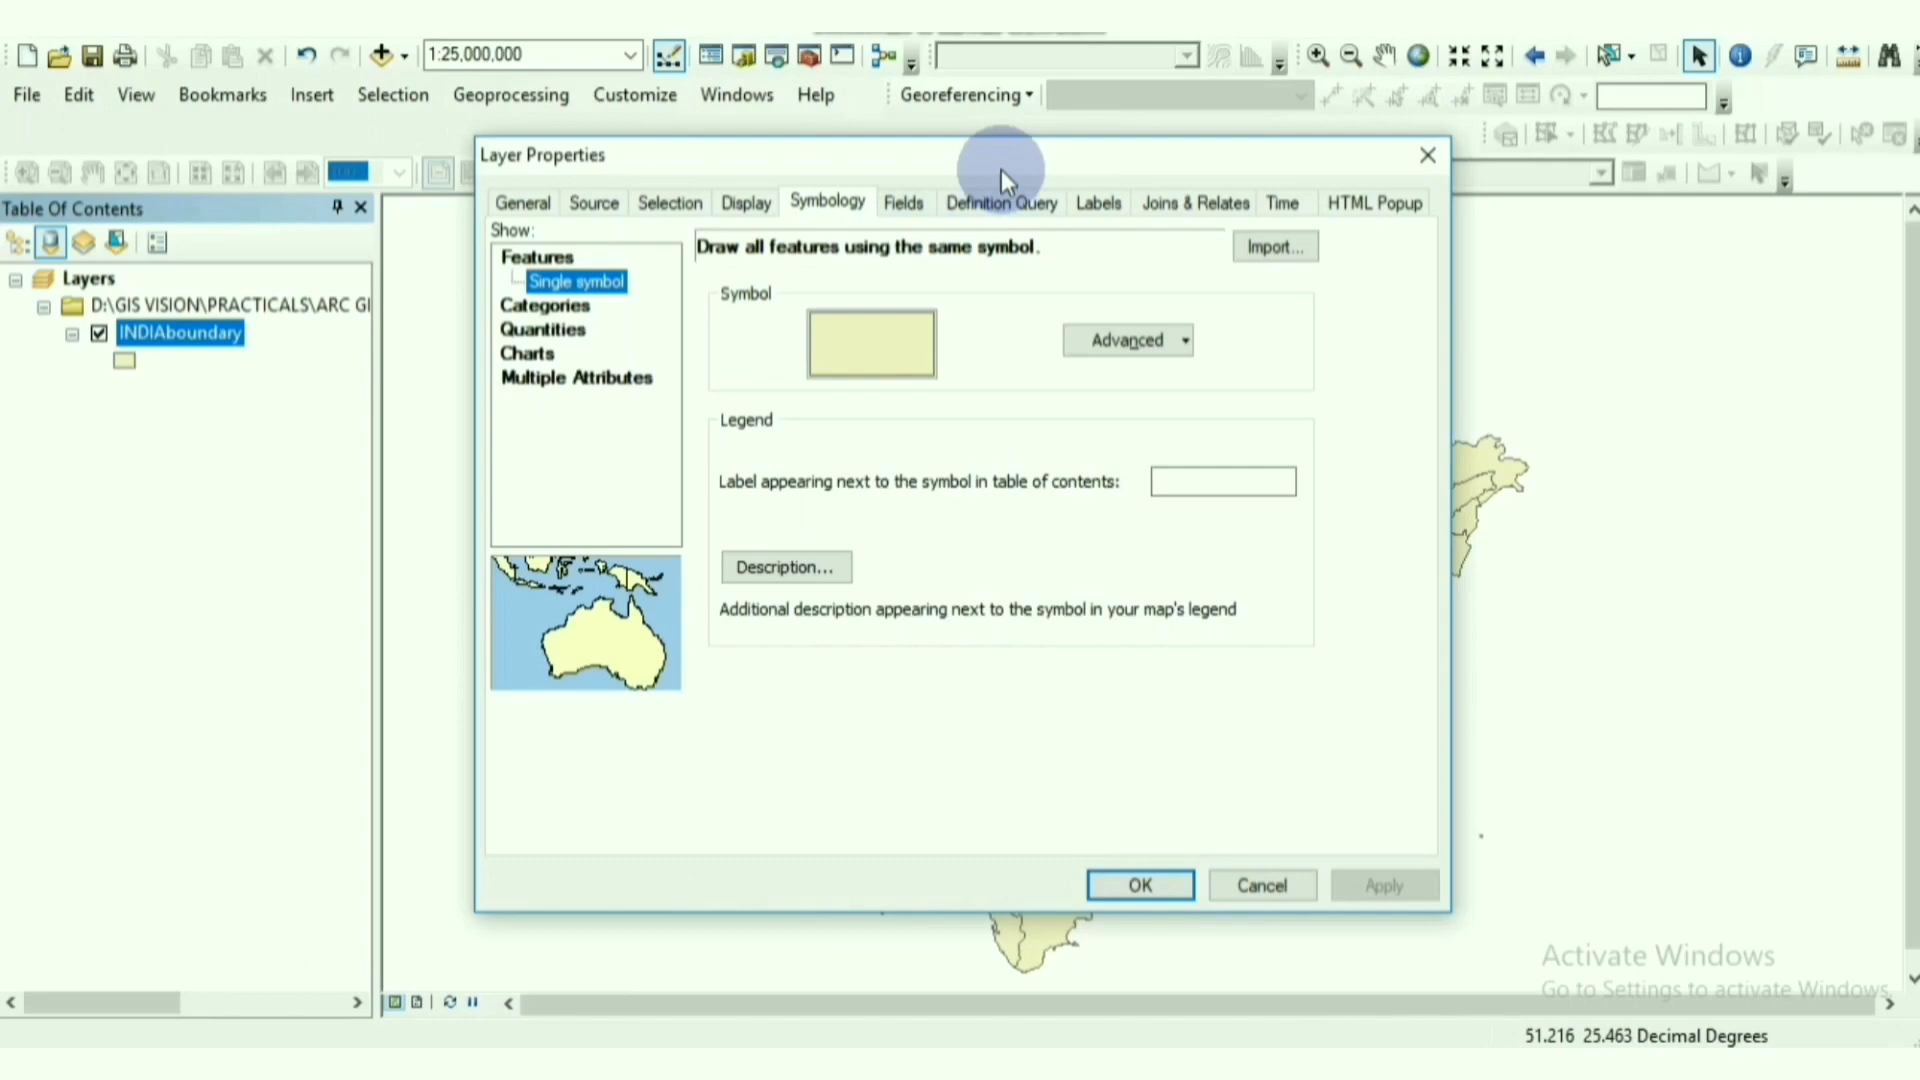 1:25,000,000
File Edit View Bookmarks Insert Selection Geoprocessing Customize Windows Help Georeferencing
Layer Properties
Table Of Contents
General Source Selection Display Symbology Fields Definition Query Labels Joins & Relates Time HTML Popup
Show:
Features
Single symbol
Categories
Quantities
Charts
Multiple Attributes
Draw all features using the same symbol.
Import...
Symbol
Advanced
Legend
Label appearing next to the symbol in table of contents:
Description...
Additional description appearing next to the symbol in your map's legend
Layers
D:\GIS VISION\PRACTICALS\ARC GI
INDIAboundary
OK Cancel Apply
Activate Windows
Go to Settings to activate Windows.
51.216 25.463 Decimal Degrees